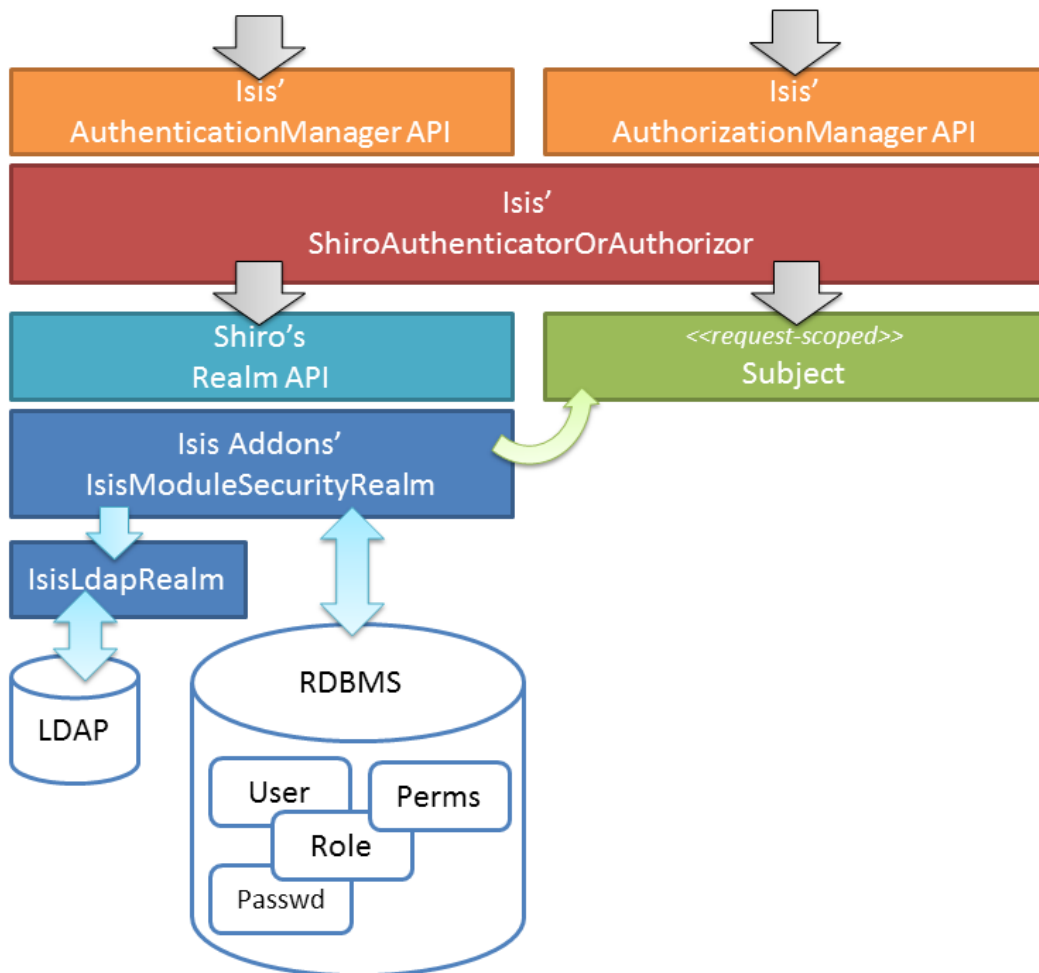 Isis’
AuthenticationManager API
Isis’
AuthorizationManager API
Isis’
ShiroAuthenticatorOrAuthorizor
Shiro’s
Realm API
<<request-scoped>>
Subject
Isis Addons’
IsisModuleSecurityRealm
IsisLdapRealm
LDAP
RDBMS
User
Perms
Role
Passwd